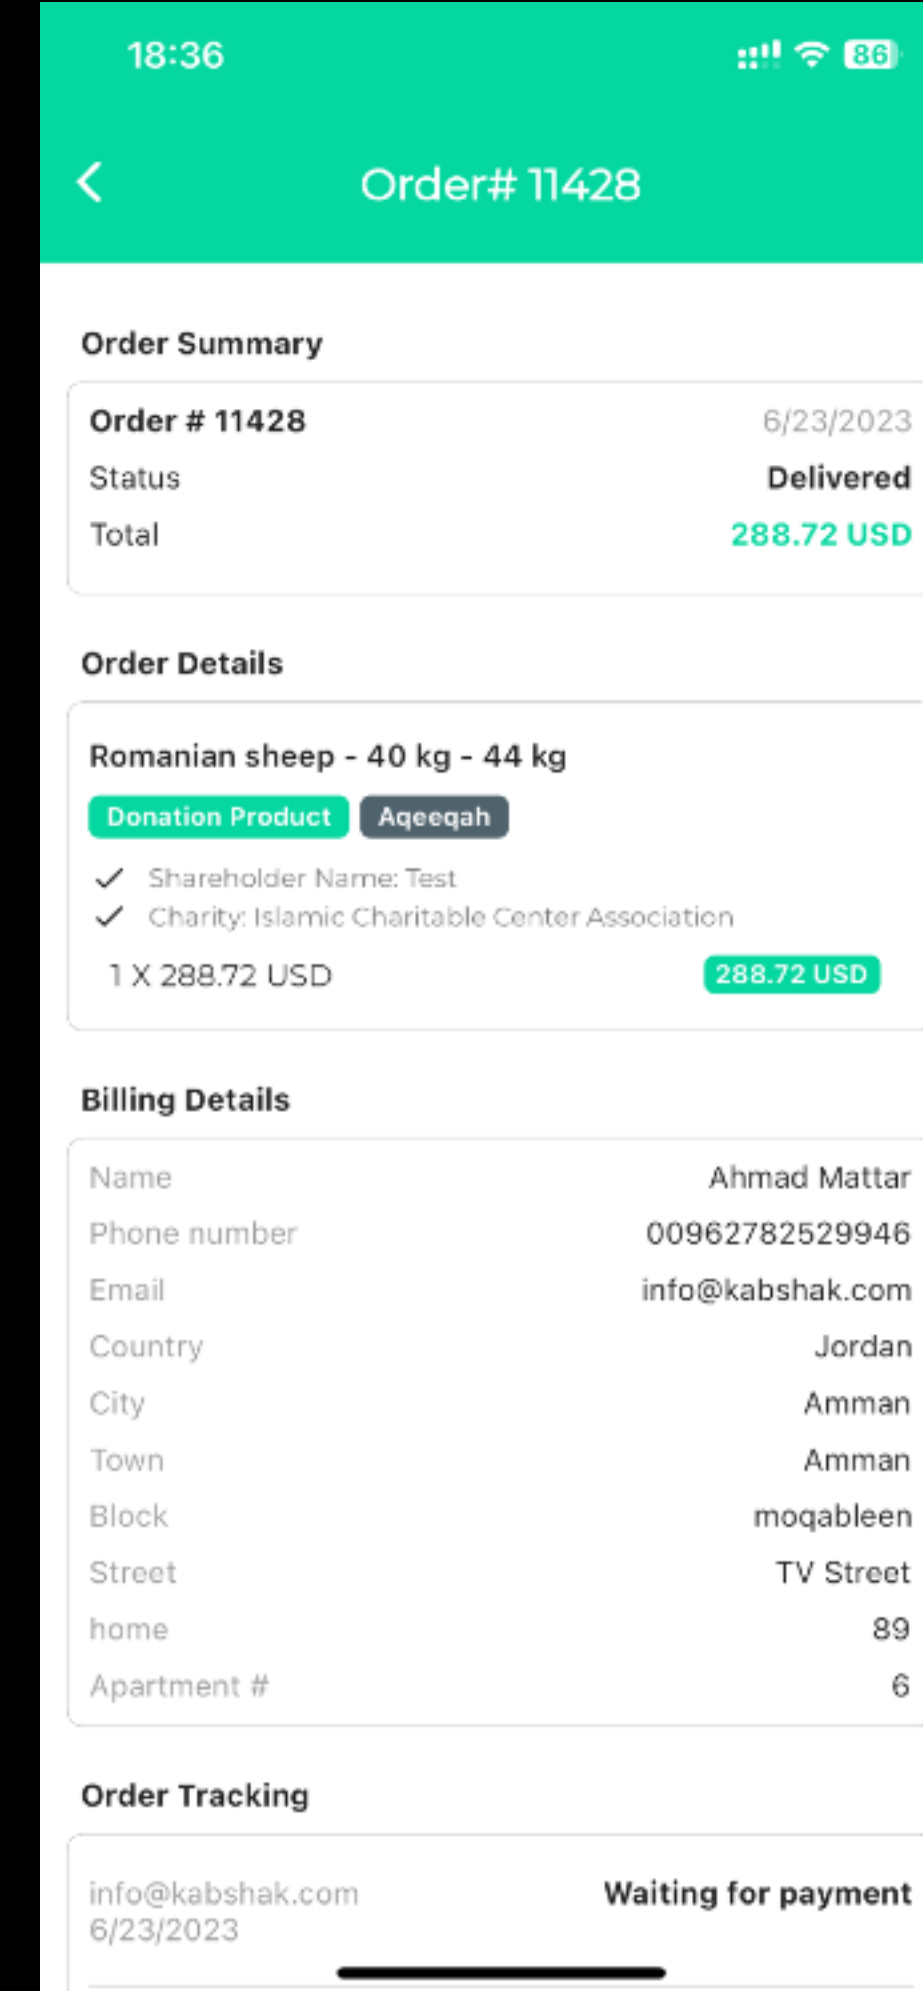 18:36
86
Order# 11428
Order Summary
Order # 11428 6/23/2023
Status Delivered
Total 288.72 USD
Order Details
Romanian sheep - 40 kg - 44 kg
Donation Product Aqeeqah
Shareholder Name: Test
Charity: Islamic Charitable Center Association
1 X 288.72 USD 288.72 USD
Billing Details
Name Ahmad Mattar
Phone number 00962782529946
Email info@kabshak.com
Country Jordan
City Amman
Town Amman
Block moqableen
Street TV Street
home 89
Apartment # 6
Order Tracking
info@kabshak.com Waiting for payment
6/23/2023